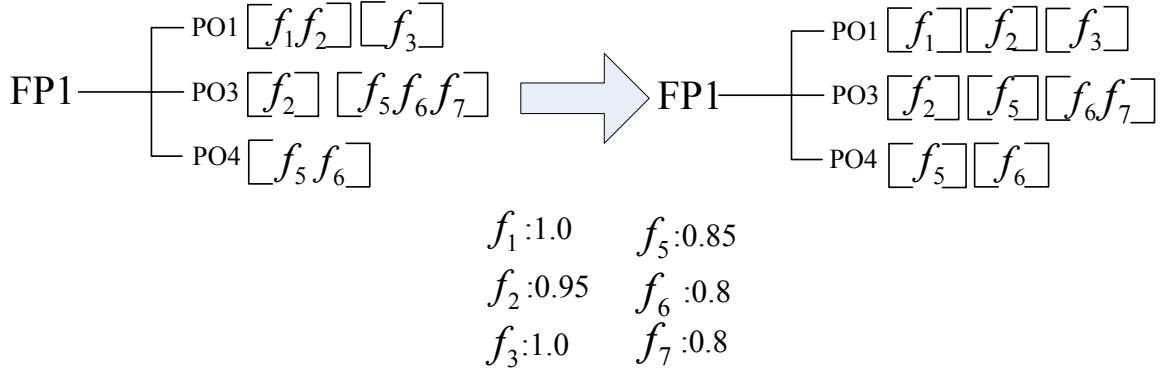 PO1 [f1f2] [f3]
FP1 PO3 [f2] [f5f6f7]
PO4 [f5f6]
PO1 [f1] [f2] [f3]
FP1 PO3 [f2] [f5] [f6f7]
PO4 [f5] [f6]
f1:1.0 f5:0.85
f2:0.95 f6:0.8
f3:1.0 f7:0.8